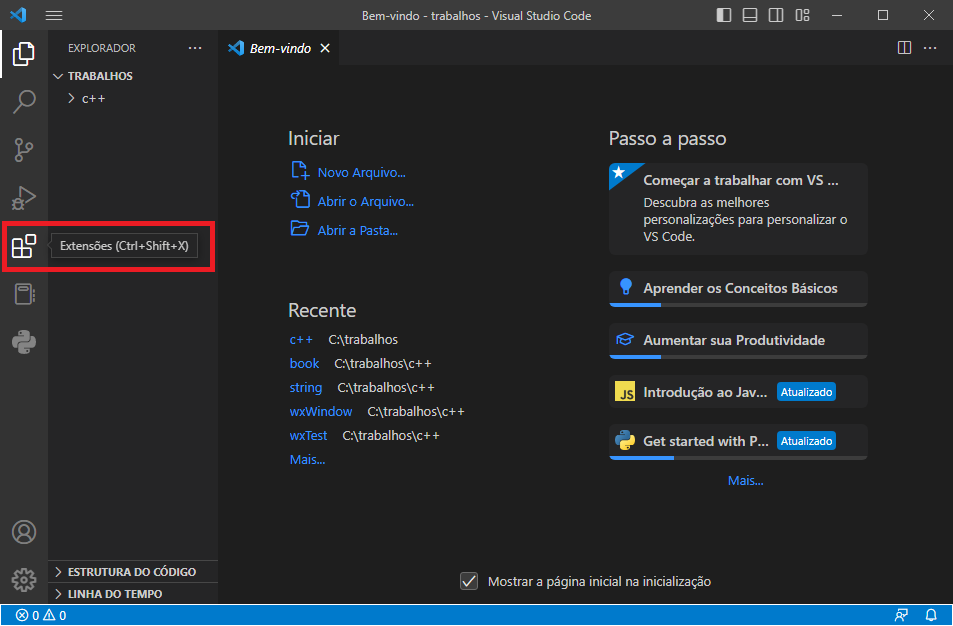 Bem-vindo - trabalhos - Visual Studio Code
EXPLORADOR
Bem-vindo
TRABALHOS
c++
Extensões (Ctrl+Shift+X)
Iniciar
Novo Arquivo...
Abrir o Arquivo...
Abrir a Pasta...
Recente
c++ C:\trabalhos
book C:\trabalhos\c++
string C:\trabalhos\c++
wxWindow C:\trabalhos\c++
wxTest C:\trabalhos\c++
Mais...
Passo a passo
Começar a trabalhar com VS ...
Descubra as melhores
personalizações para personalizar o
VS Code.
Aprender os Conceitos Básicos
Aumentar sua Produtividade
JS Introdução ao Jav... Atualizado
Get started with P... Atualizado
Mais...
Mostrar a página inicial na inicialização
ESTRUTURA DO CÓDIGO
LINHA DO TEMPO
0 0